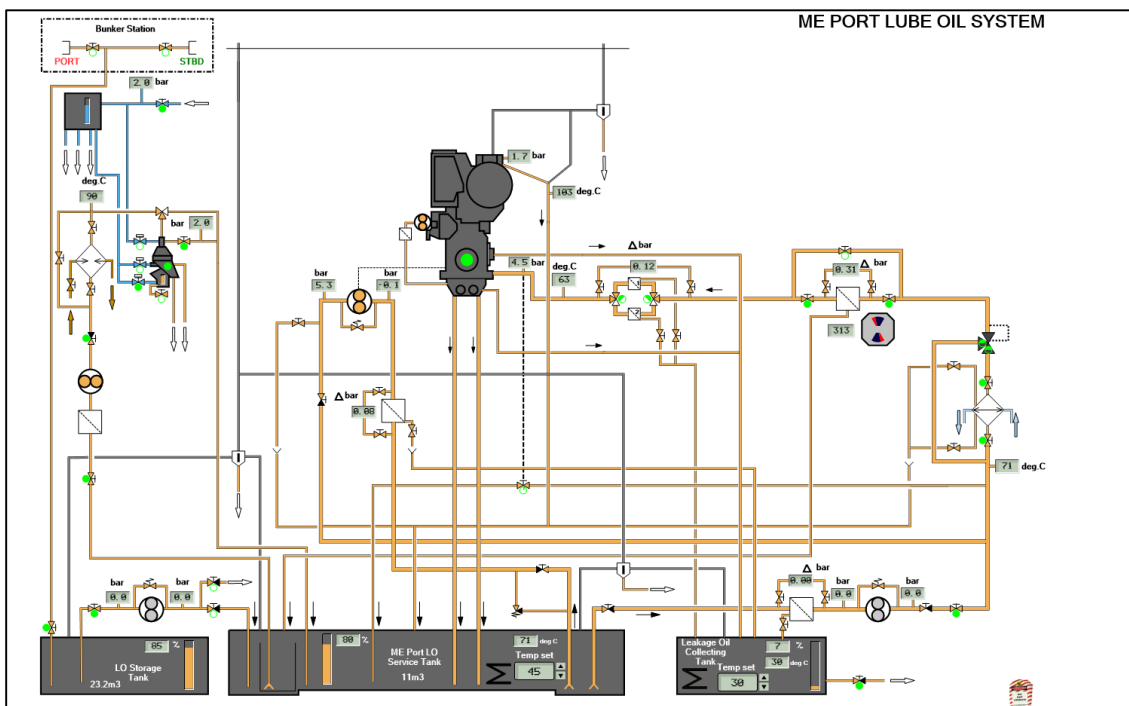 ME PORT LUBE OIL SYSTEM
Bunker Station
PORT
STBD
2.0 bar
deg.C
90
bar
2.0
1.7 bar
103 deg.C
bar
5.3
bar
-0.1
4.5 bar
deg.C
63
Δ bar
0.12
0.31 Δ bar
313
Δ bar
0.08
71 deg.C
bar
0.0
bar
0.0
85 %
LO Storage
Tank
23.2m3
80 %
ME Port LO
Service Tank
11m3
71 deg C
Temp set
45
Δ bar
0.00
bar
0.0
bar
0.0
Leakage Oil
Collecting
Tank
7 %
30 deg C
Temp set
30